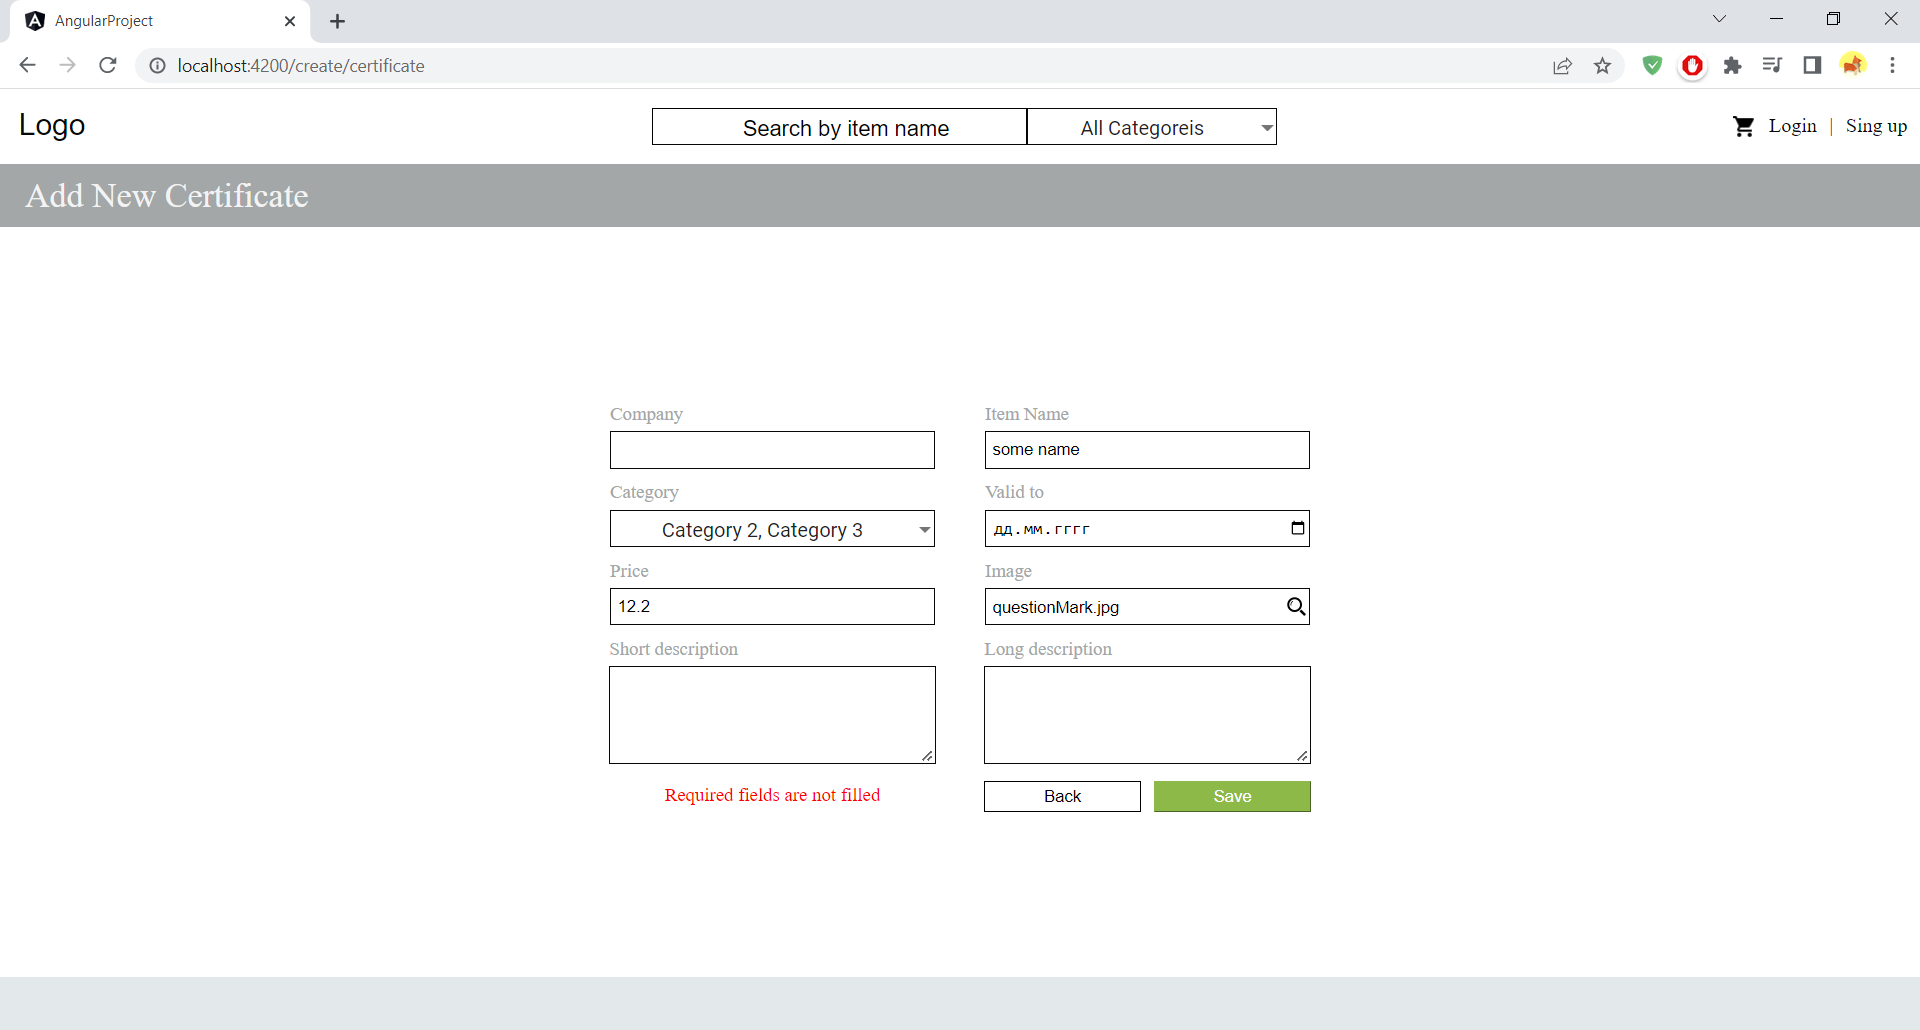 AngularProject
localhost:4200/create/certificate
Logo
Search by item name
All Categoreis
Login | Sing up
Add New Certificate
Company
Item Name
some name
Category
Valid to
Category 2, Category 3
дд.мм.гггг
Price
Image
12.2
questionMark.jpg
Short description
Long description
Required fields are not filled
Back
Save